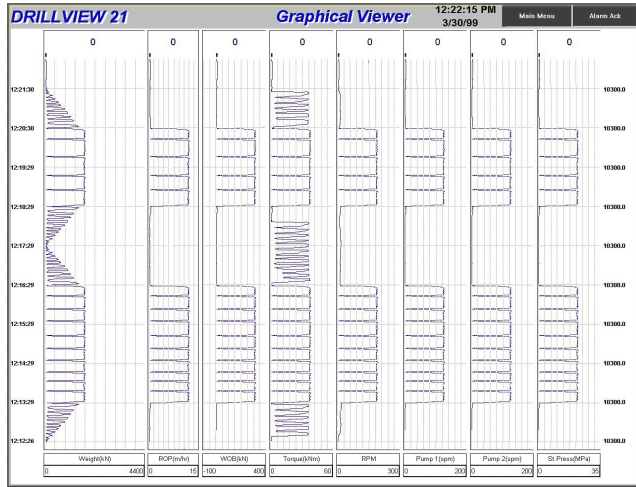 DRILLVIEW 21 Graphical Viewer 12:22:15 PM Main Menu Alarm Ack
3/30/99
0 0 0 0 0 0 0 0
12:21:30 10300.0
12:20:30 10300.0
12:19:29 10300.0
12:18:29 10300.0
12:17:29 10300.0
12:16:29 10300.0
12:15:29 10300.0
12:14:29 10300.0
12:13:29 10300.0
12:12:26 10300.0
Weight(kN) ROP(m/hr) WOB(kN) Torque(kNm) RPM Pump 1(spm) Pump 2(spm) St.Press(MPa)
0 4400 0 15 -100 400 0 60 0 300 0 200 0 200 0 35